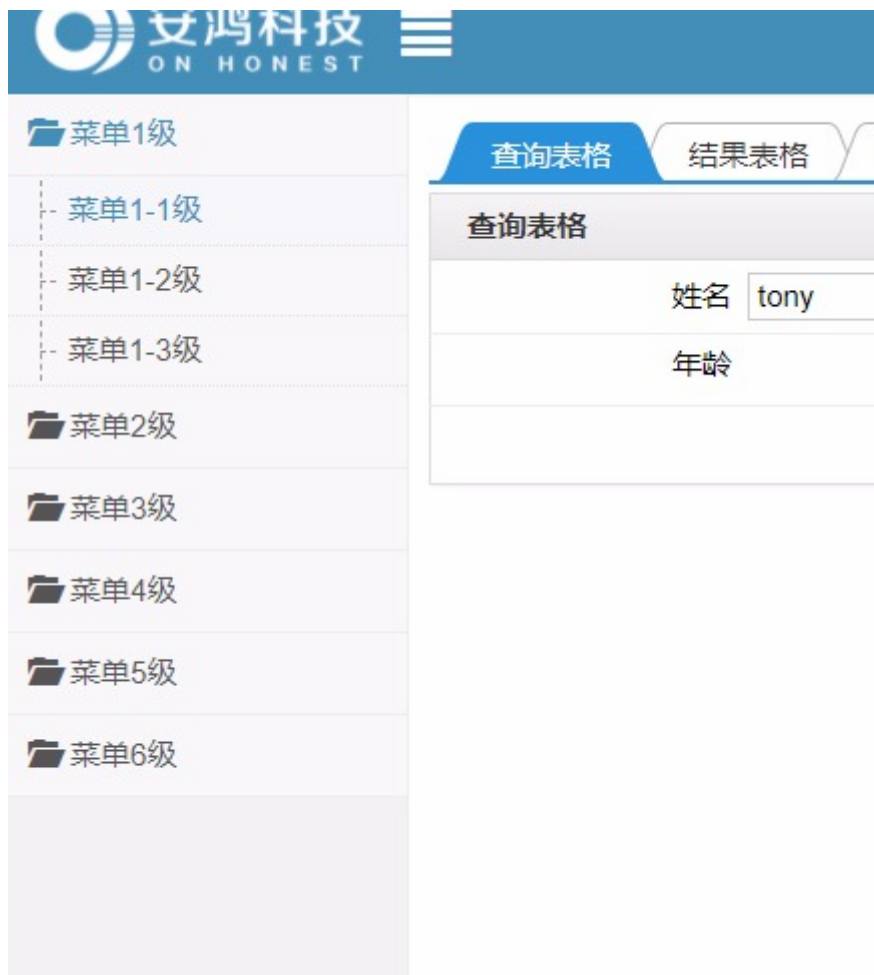 安鸿科技
ON HONEST
菜单1级
菜单1-1级
菜单1-2级
菜单1-3级
菜单2级
菜单3级
菜单4级
菜单5级
菜单6级
查询表格 结果表格
查询表格
姓名 tony
年龄